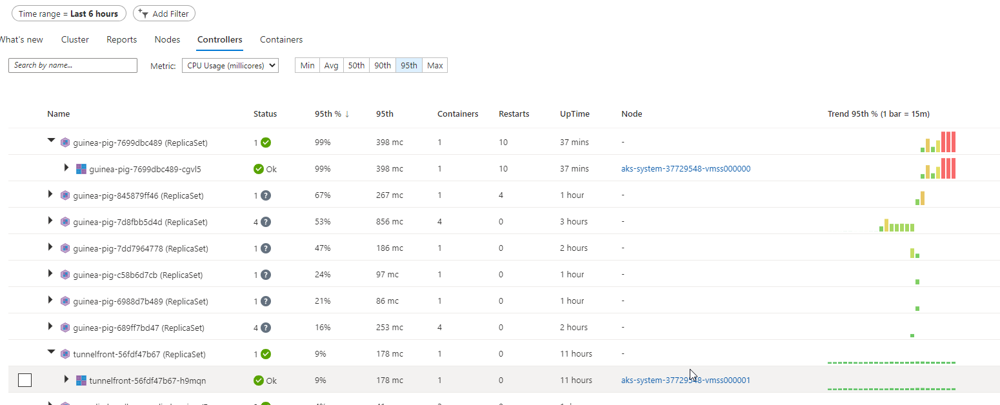 Time range = Last 6 hours Add Filter
What's new Cluster Reports Nodes Controllers Containers
Search by name... Metric: CPU Usage (millicores) Min Avg 50th 90th 95th Max
Name Status 95th % ↓ 95th Containers Restarts UpTime Node Trend 95th % (1 bar = 15m)
guinea-pig-7699dbc489 (ReplicaSet) 1 99% 398 mc 1 10 37 mins -
guinea-pig-7699dbc489-cgvl5 Ok 99% 398 mc 1 10 37 mins aks-system-37729548-vmss000000
guinea-pig-845879ff46 (ReplicaSet) 1 ? 67% 267 mc 1 4 1 hour -
guinea-pig-7d8fbb5d4d (ReplicaSet) 4 ? 53% 856 mc 4 0 3 hours -
guinea-pig-7dd7964778 (ReplicaSet) 1 ? 47% 186 mc 1 0 2 hours -
guinea-pig-c58b6d7cb (ReplicaSet) 1 ? 24% 97 mc 1 0 1 hour -
guinea-pig-6988d7b489 (ReplicaSet) 1 ? 21% 86 mc 1 0 1 hour -
guinea-pig-689ff7bd47 (ReplicaSet) 4 ? 16% 253 mc 4 0 2 hours -
tunnelfront-56fdf47b67 (ReplicaSet) 1 9% 178 mc 1 0 11 hours -
tunnelfront-56fdf47b67-h9mqn Ok 9% 178 mc 1 0 11 hours aks-system-37729548-vmss000001